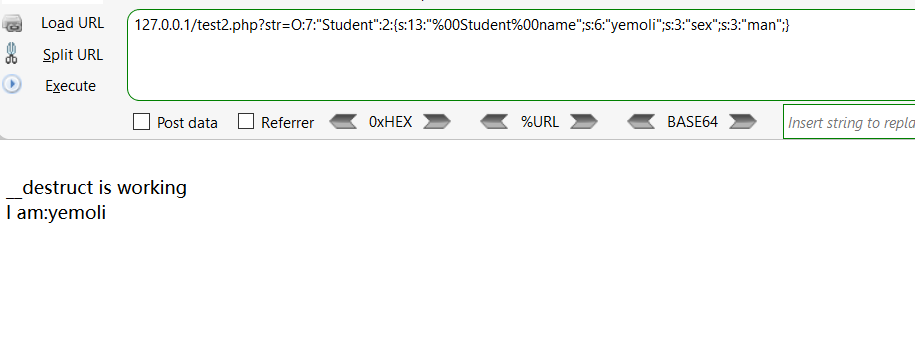 Load URL
127.0.0.1/test2.php?str=O:7:"Student":2:{s:13:"%00Student%00name";s:6:"yemoli";s:3:"sex";s:3:"man";}
Split URL
Execute
Post data Referrer 0xHEX %URL BASE64 Insert string to repla
__destruct is working
I am:yemoli